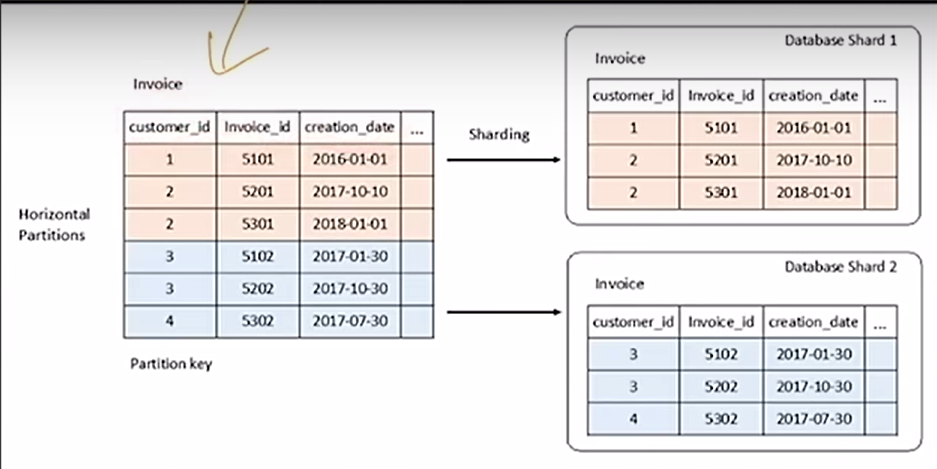 Invoice
customer_id Invoice_id creation_date ...
1 5101 2016-01-01
2 5201 2017-10-10
2 5301 2018-01-01
3 5102 2017-01-30
3 5202 2017-10-30
4 5302 2017-07-30
Horizontal
Partitions
Partition key
Sharding
Database Shard 1
Invoice
customer_id Invoice_id creation_date ...
1 5101 2016-01-01
2 5201 2017-10-10
2 5301 2018-01-01
Database Shard 2
Invoice
customer_id Invoice_id creation_date ...
3 5102 2017-01-30
3 5202 2017-10-30
4 5302 2017-07-30